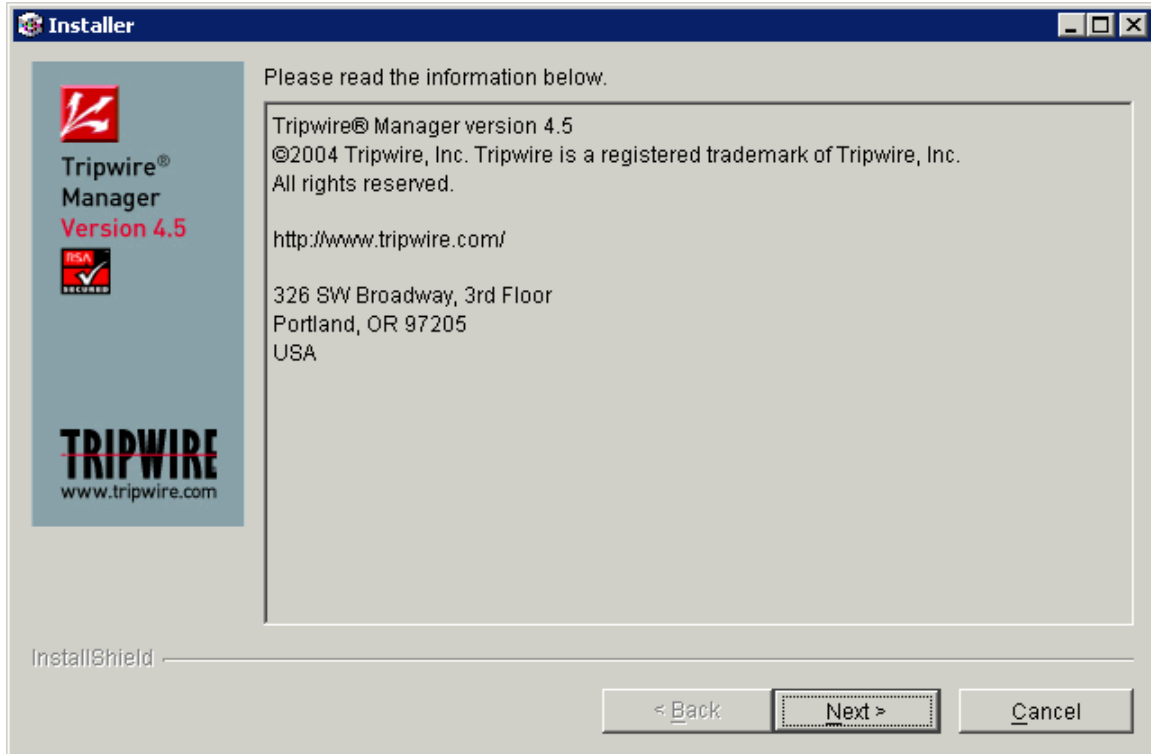 Installer
Please read the information below.
Tripwire®
Manager
Version 4.5
RSA
SECURED
TRIPWIRE
www.tripwire.com
Tripwire® Manager version 4.5
©2004 Tripwire, Inc. Tripwire is a registered trademark of Tripwire, Inc.
All rights reserved.
http://www.tripwire.com/
326 SW Broadway, 3rd Floor
Portland, OR 97205
USA
InstallShield
< Back
Next >
Cancel